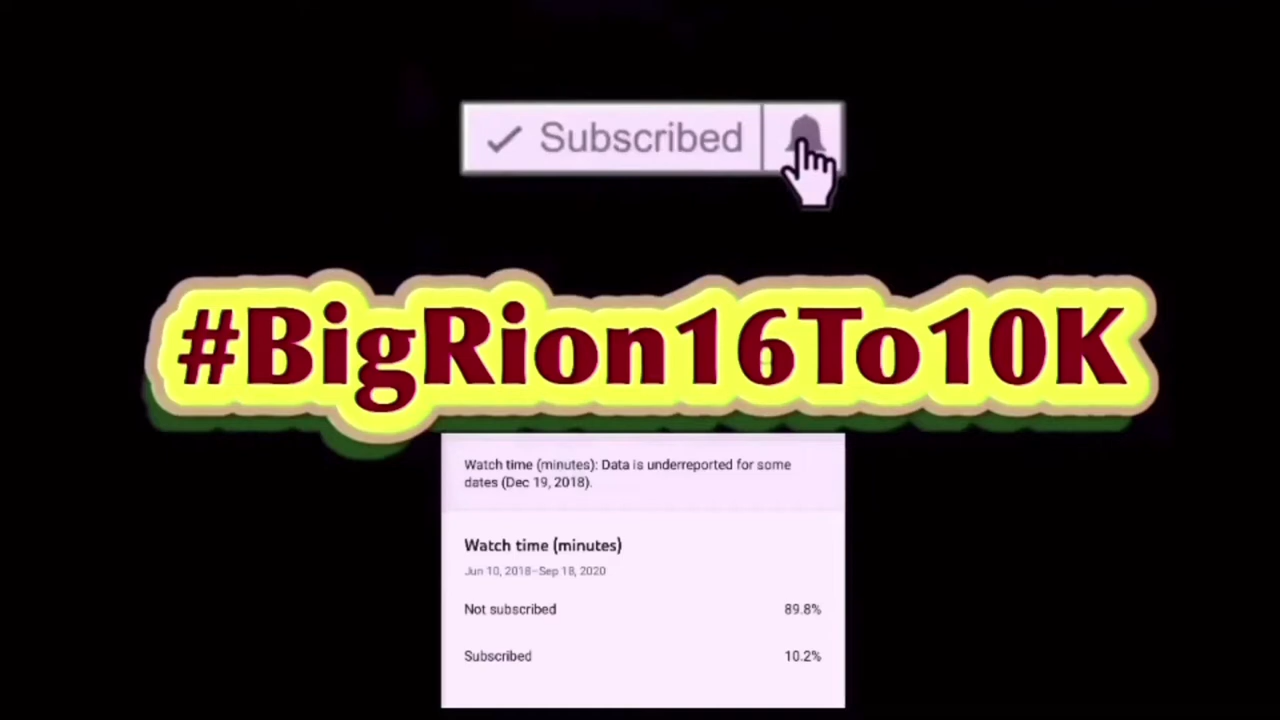 Subscribed
#BigRion16To10K
Watch time (minutes): Data is underreported for some
dates (Dec 19, 2018).
Watch time (minutes)
Jun 10, 2018–Sep 18, 2020
Not subscribed 89.8%
Subscribed 10.2%